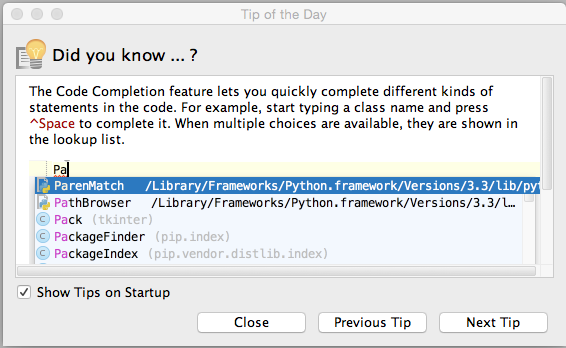 Tip of the Day
Did you know ... ?
The Code Completion feature lets you quickly complete different kinds of
statements in the code. For example, start typing a class name and press
^Space to complete it. When multiple choices are available, they are shown in
the lookup list.
Pa
ParenMatch /Library/Frameworks/Python.framework/Versions/3.3/lib/pyt
PathBrowser /Library/Frameworks/Python.framework/Versions/3.3/l...
Pack (tkinter)
PackageFinder (pip.index)
PackageIndex (pip.vendor.distlib.index)
Show Tips on Startup
Close Previous Tip Next Tip